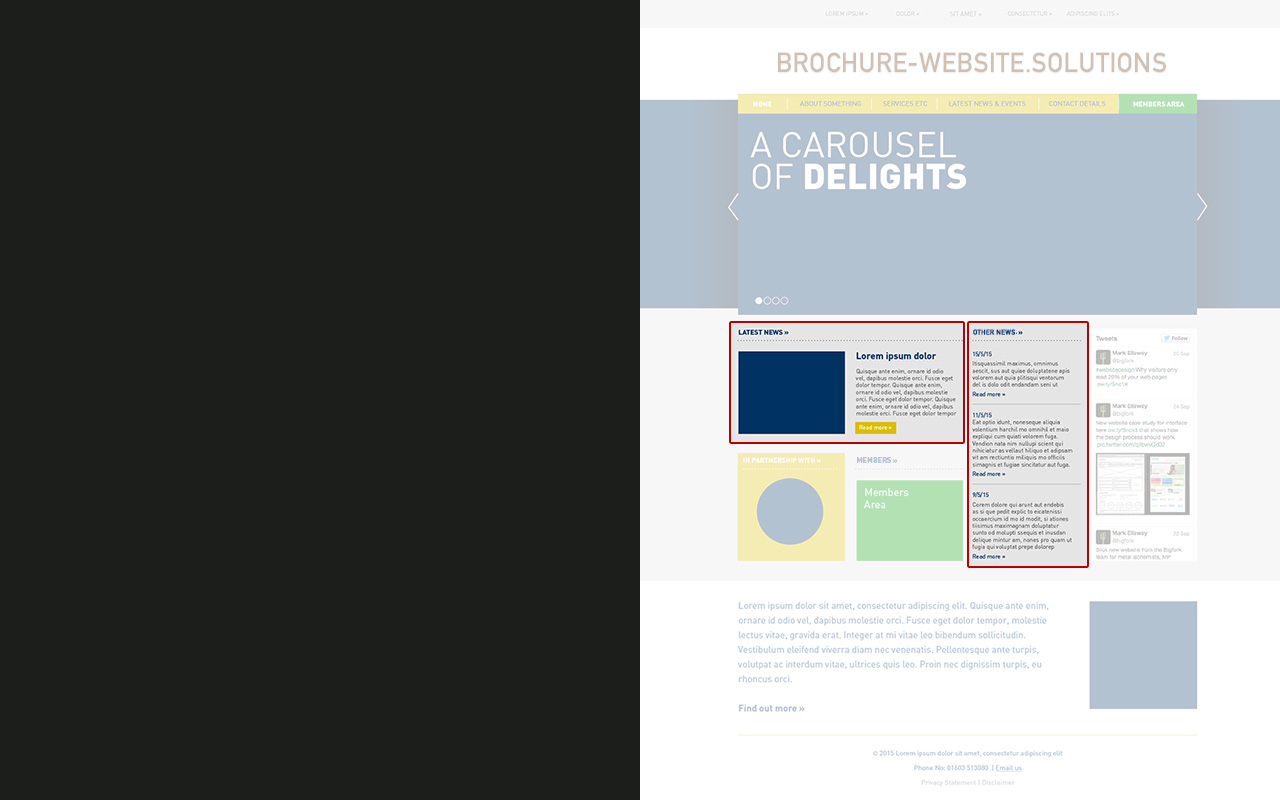 LOREM IPSUM »
DOLOR »
SIT AMET »
CONSECTETUR »
ADIPISCING ELITS »
BROCHURE-WEBSITE.SOLUTIONS
HOME
ABOUT SOMETHING
SERVICES ETC
LATEST NEWS & EVENTS
CONTACT DETAILS
MEMBERS AREA
A CAROUSEL
OF DELIGHTS
LATEST NEWS »
Lorem ipsum dolor
Quisque ante enim, ornare id odio
vel, dapibus molestie orci. Fusce eget
dolor tempor. Quisque ante enim,
ornare id odio vel, dapibus molestie
orci. Fusce eget dolor tempor. Quisque
ante enim, ornare id odio vel, dapibus
molestie orci. Fusce eget dolor tempor
Read more »
IN PARTNERSHIP WITH »
MEMBERS »
Members
Area
OTHER NEWS »
15/5/15
Itisquassimil maximus, omnimus
aescit, sus aut quiae doluptatene apis
volorem aut quia plitisqui ventorum
del is dolo odit endandam seni ut
Read more »
11/5/15
Eat optio idunt, noneseque aliquia
volentium harchil mo omnihil et maio
expliqui cum quiati volorem fuga.
Vendion nata nim nullupi scient qui
nihiciatur as vellaut hiliquo et adipsam
vit am rectiuntio miliquis mo officiis
simagnis et fugiae sincitatur aut fuga.
Read more »
9/5/15
Corem dolore qui arunt aut endebis
as si que pedit explic to eicatenissi
occaercium id mo id modit, si ationes
tiisimus maximagnam doluptatur
sunto od molupti ssequis et inusdan
delique mintur am, nones pro quam ut
fugia qui voluptat prepe dolorep
Read more »
Tweets
Follow
Mark Ellaway
25 Sep
@bigfork
#websitedesign Why visitors only
read 20% of your web pages
Mark Ellaway
24 Sep
@bigfork
New website case study for interface
that shows how
the design process should work.
Mark Ellaway
22 Sep
@bigfork
Slick new website from the Bigfork
team for metal alchemists, MP
Lorem ipsum dolor sit amet, consectetur adipiscing elit. Quisque ante enim,
ornare id odio vel, dapibus molestie orci. Fusce eget dolor tempor, molestie
lectus vitae, gravida erat. Integer at mi vitae leo bibendum sollicitudin.
Vestibulum eleifend viverra diam nec venenatis. Pellentesque ante turpis,
volutpat ac interdum vitae, ultrices quis leo. Proin nec dignissim turpis, eu
rhoncus orci.
Find out more »
© 2015 Lorem ipsum dolor sit amet, consectetur adipiscing elit
Phone No: 01603 513080 | Email us
Privacy Statement | Disclaimer